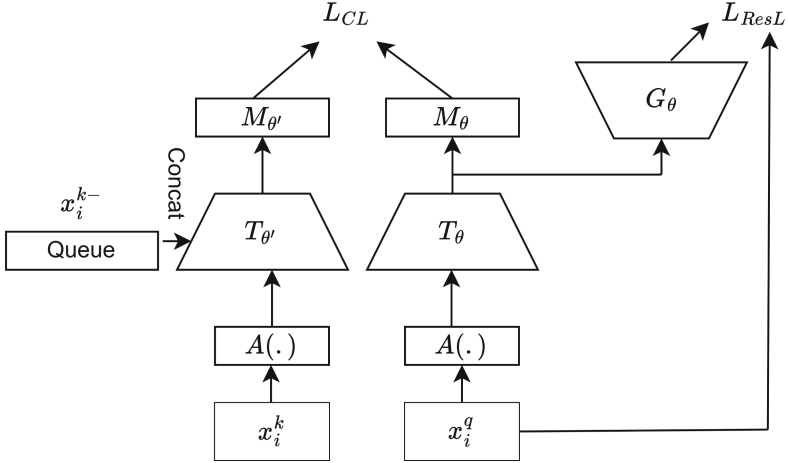 L_{CL}
L_{ResL}
M_{θ'}
M_θ
G_θ
Concat
x_i^{k-}
Queue
T_{θ'}
T_θ
A(.)
A(.)
x_i^k
x_i^q